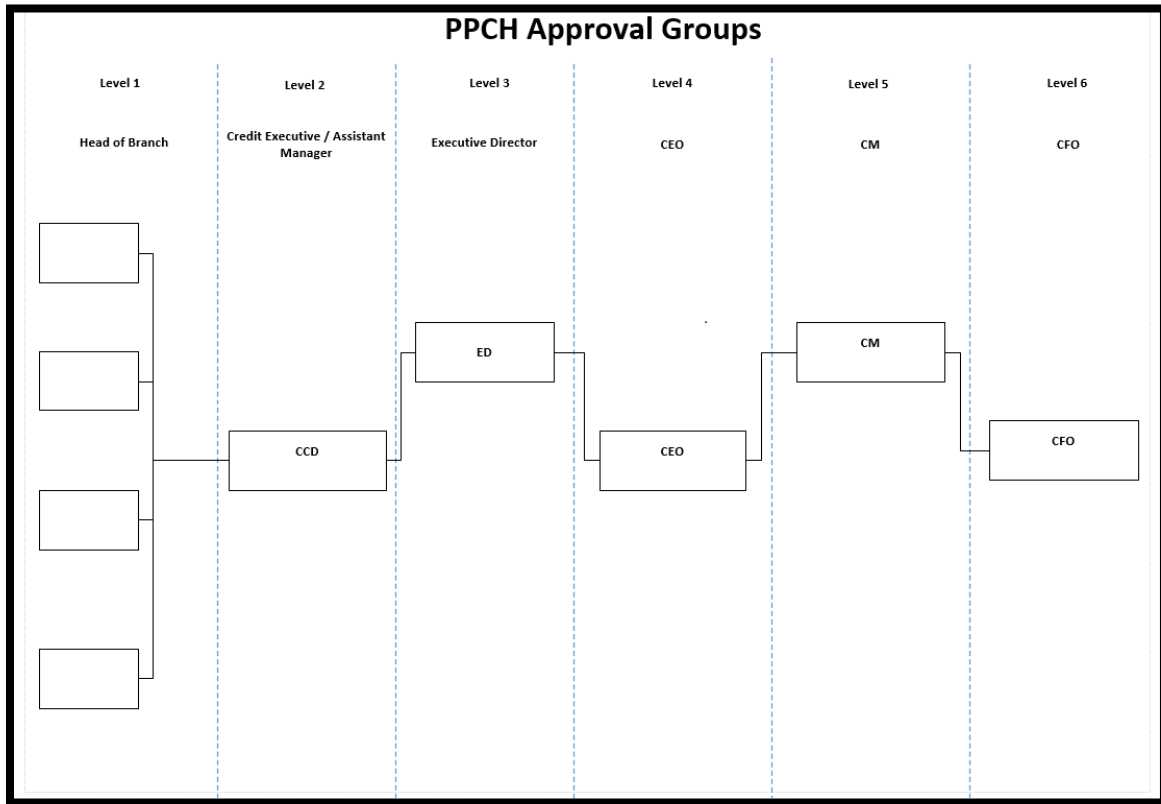 PPCH Approval Groups
Level 1
Level 2
Level 3
Level 4
Level 5
Level 6
Head of Branch
Credit Executive / Assistant
Manager
Executive Director
CEO
CM
CFO
ED
CM
CCD
CEO
CFO